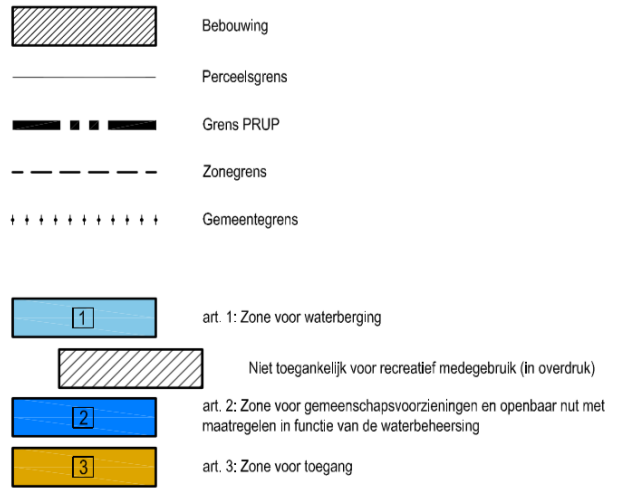 Bebouwing
Perceelsgrens
Grens PRUP
Zonegrens
Gemeentegrens
1 art. 1: Zone voor waterberging
Niet toegankelijk voor recreatief medegebruik (in overdruk)
2 art. 2: Zone voor gemeenschapsvoorzieningen en openbaar nut met
maatregelen in functie van de waterbeheersing
3 art. 3: Zone voor toegang